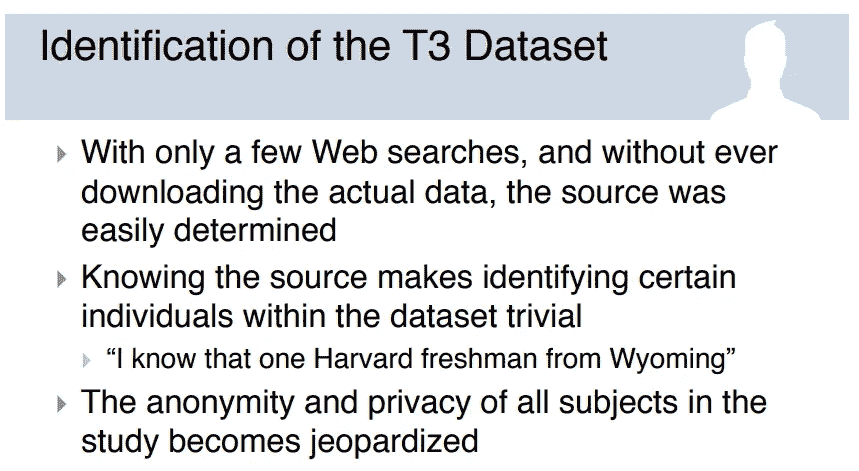 Identification of the T3 Dataset
With only a few Web searches, and without ever
downloading the actual data, the source was
easily determined
Knowing the source makes identifying certain
individuals within the dataset trivial
“I know that one Harvard freshman from Wyoming”
The anonymity and privacy of all subjects in the
study becomes jeopardized